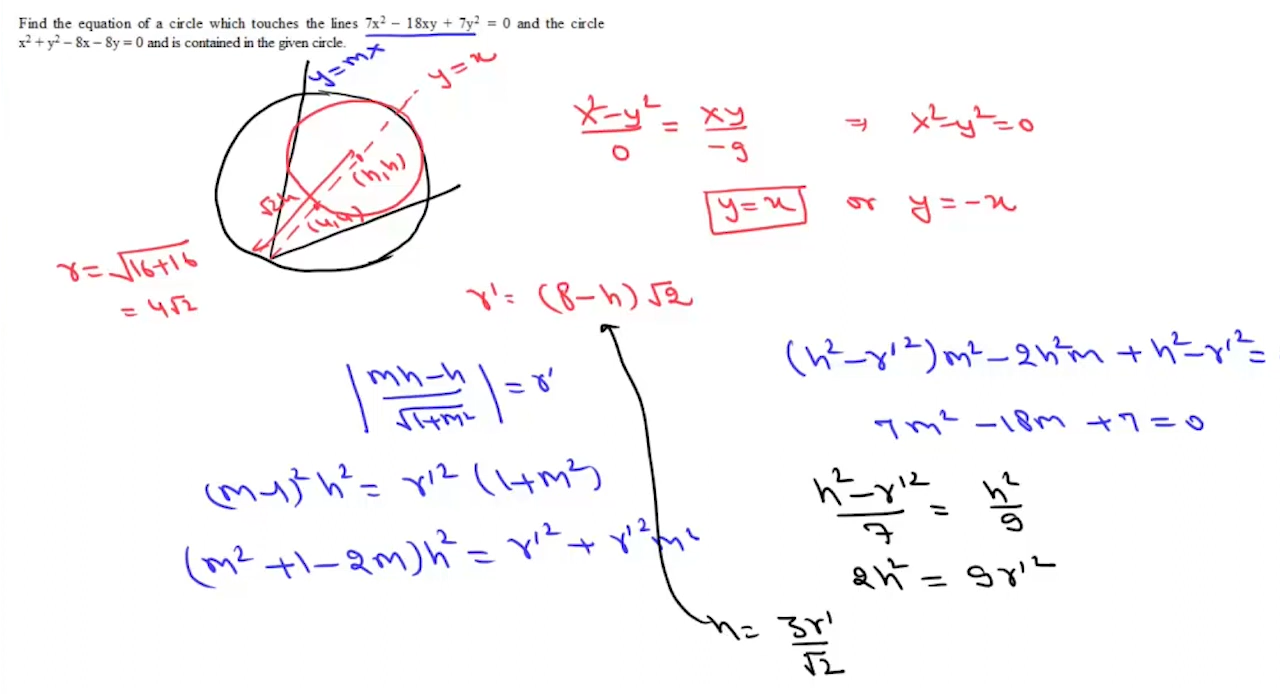 Find the equation of a circle which touches the lines 7x² − 18xy + 7y² = 0 and the circle
x² + y² – 8x – 8y = 0 and is contained in the given circle.
y=mx
y=x
x²-y²/0 = xy/-9 ⇒ x²-y²=0
y=x or y=-x
(h,h)
√2h
(4,4)
r=√16+16
= 4√2
r'= (8-h)√2
|mh-h/√1+m²| = r'
(m-1)²h² = r'²(1+m²)
(m²+1-2m)h² = r'²+r'²m²
(h²-r'²)m²-2h²m+h²-r'²=
7m²-18m+7=0
h²-r'²/7 = h²/9
2h² = 9r'²
h= 3r'/√2